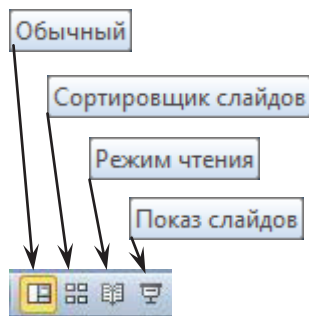 Обычный
Сортировщик слайдов
Режим чтения
Показ слайдов